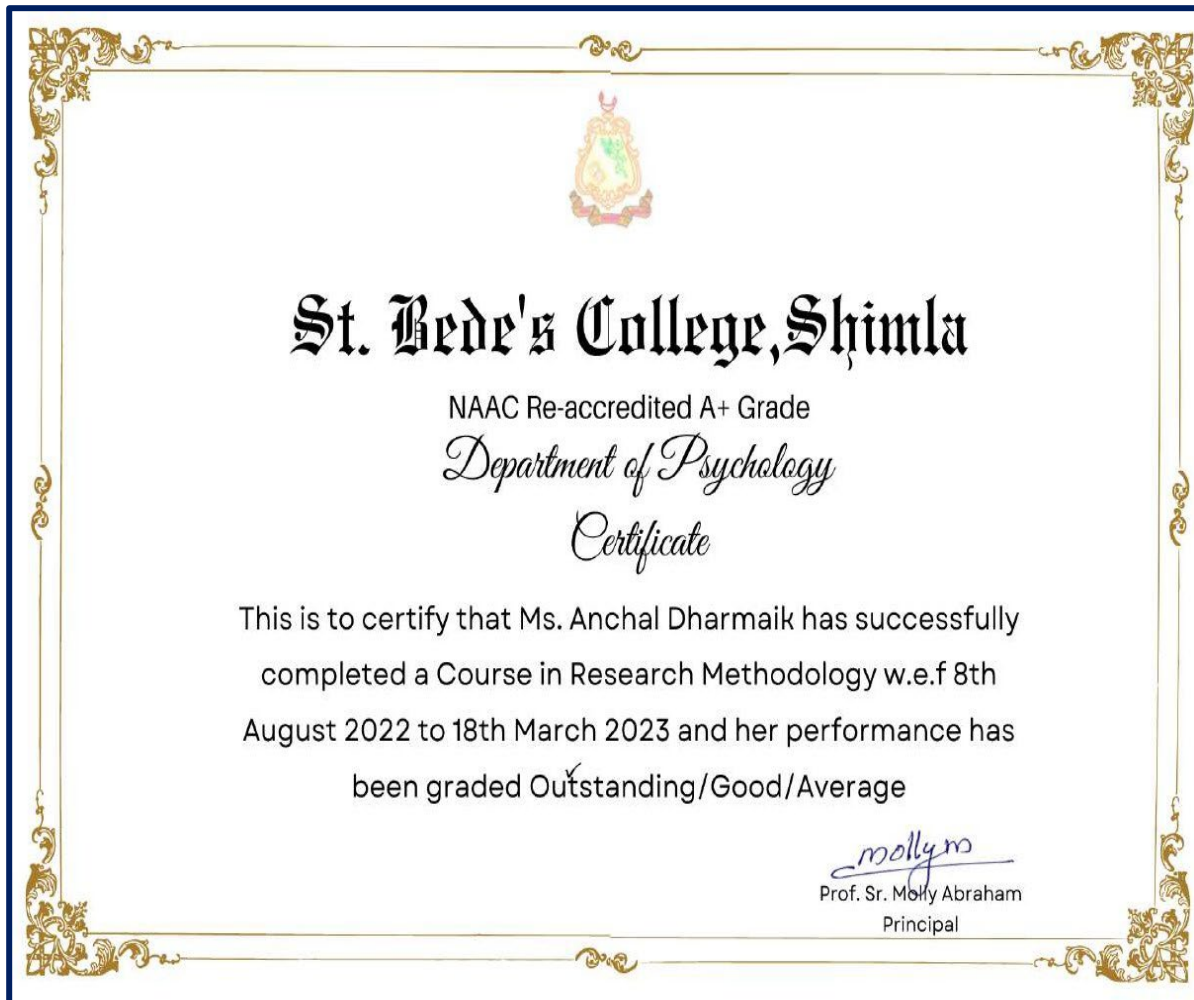 St. Bede's College,Shimla
NAAC Re-accredited A+ Grade
Department of Psychology
Certificate
This is to certify that Ms. Anchal Dharmaik has successfully
completed a Course in Research Methodology w.e.f 8th
August 2022 to 18th March 2023 and her performance has
been graded Outstanding/Good/Average
mollym
Prof. Sr. Molly Abraham
Principal